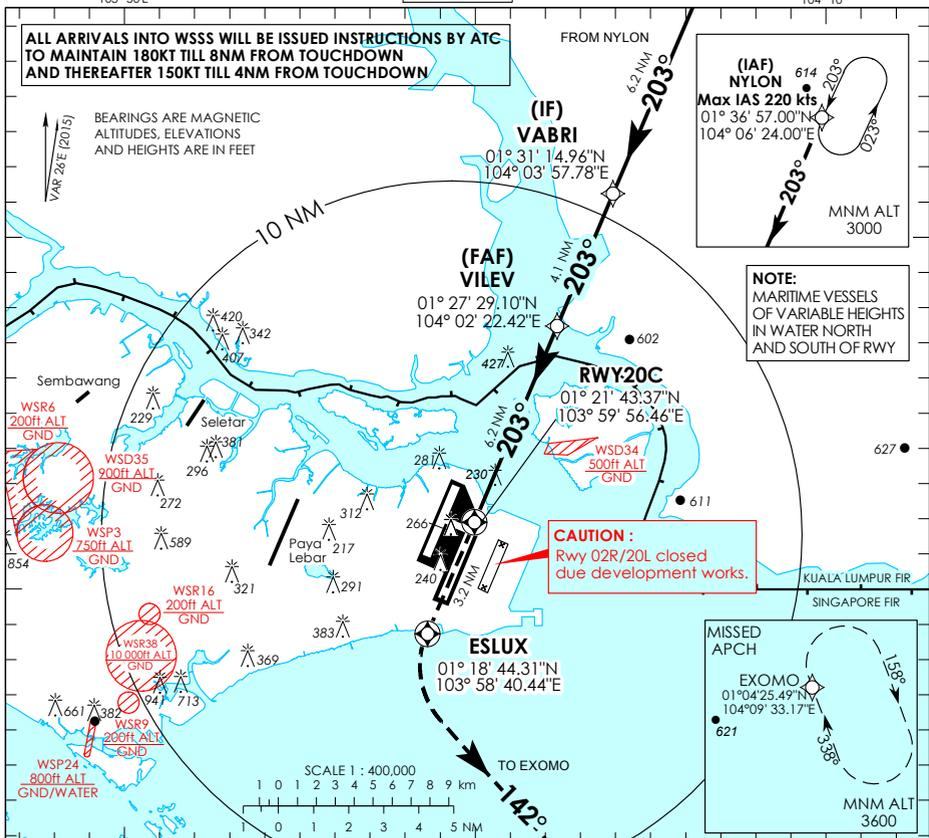 ALL ARRIVALS INTO WSSS WILL BE ISSUED INSTRUCTIONS BY ATC
TO MAINTAIN 180KT TILL 8NM FROM TOUCHDOWN
AND THEREAFTER 150KT TILL 4NM FROM TOUCHDOWN
VAR 26'E (2015)
BEARINGS ARE MAGNETIC
ALTITUDES, ELEVATIONS
AND HEIGHTS ARE IN FEET
FROM NYLON
6.2 NM
203°
(IF)
VABRI
01° 31' 14.96"N
104° 03' 57.78"E
(IAF)
NYLON
Max IAS 220 kts
01° 36' 57.00"N
104° 06' 24.00"E
614
203°
023°
203°
MNM ALT
3000
10 NM
4.1 NM
203°
(FAF)
VILEV
01° 27' 29.10"N
104° 02' 22.42"E
NOTE:
MARITIME VESSELS
OF VARIABLE HEIGHTS
IN WATER NORTH
AND SOUTH OF RWY
420
342
407
602
427
RWY20C
01° 21' 43.37"N
103° 59' 56.46"E
6.2 NM
203°
Sembawang
229
Seletar
WSR6
200ft ALT
GND
WSD35
900ft ALT
GND
381
296
281
230
WSD34
500ft ALT
GND
627
272
312
611
WSP3
750ft ALT
GND
854
589
217
266
Paya
Lebar
CAUTION :
Rwy 02R/20L closed
due development works.
321
291
240
3.2 NM
KUALA LUMPUR FIR
SINGAPORE FIR
WSR16
200ft ALT
GND
383
WSR38
10 000ft ALT
GND
369
ESLUX
01° 18' 44.31"N
103° 58' 40.44"E
MISSED
APCH
EXOMO
01°04'25.49"N
104°09' 33.17"E
158°
338°
621
MNM ALT
3600
941
713
661
382
WSR9
200ft ALT
GND
WSP24
800ft ALT
GND/WATER
TO EXOMO
142°
SCALE 1 : 400,000
1 0 1 2 3 4 5 6 7 8 9 km
1 0 1 2 3 4 5 NM